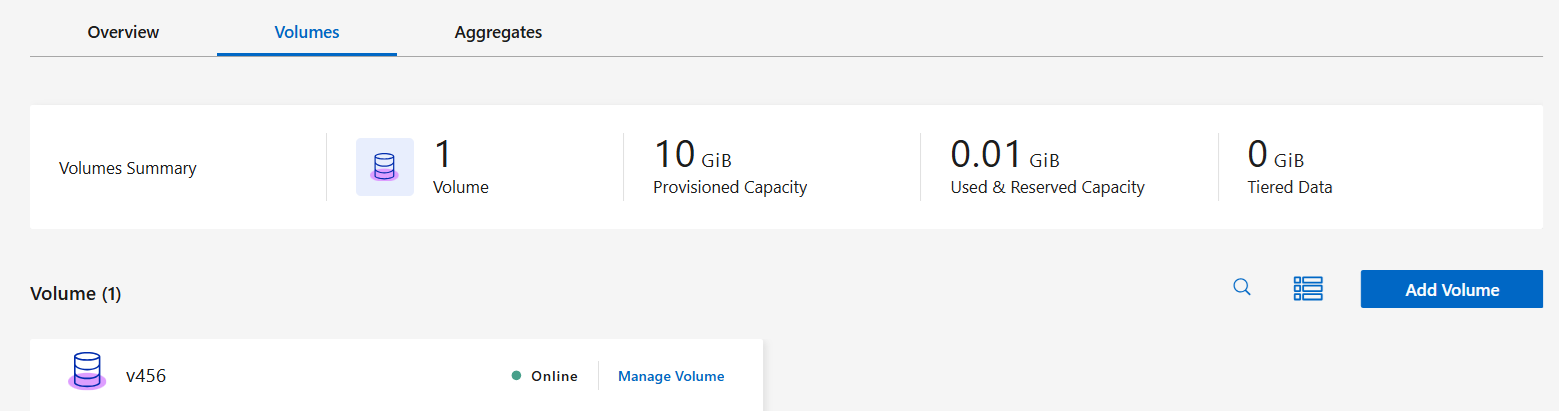 Overview Volumes Aggregates
Volumes Summary
1
Volume
10 GiB
Provisioned Capacity
0.01 GiB
Used & Reserved Capacity
0 GiB
Tiered Data
Volume (1)
Add Volume
v456
Online
Manage Volume